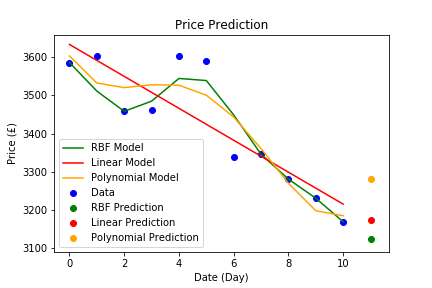 Price Prediction
3600
3500
3400
3300
3200
3100
Price (£)
RBF Model
Linear Model
Polynomial Model
Data
RBF Prediction
Linear Prediction
Polynomial Prediction
0
2
4
6
8
10
Date (Day)